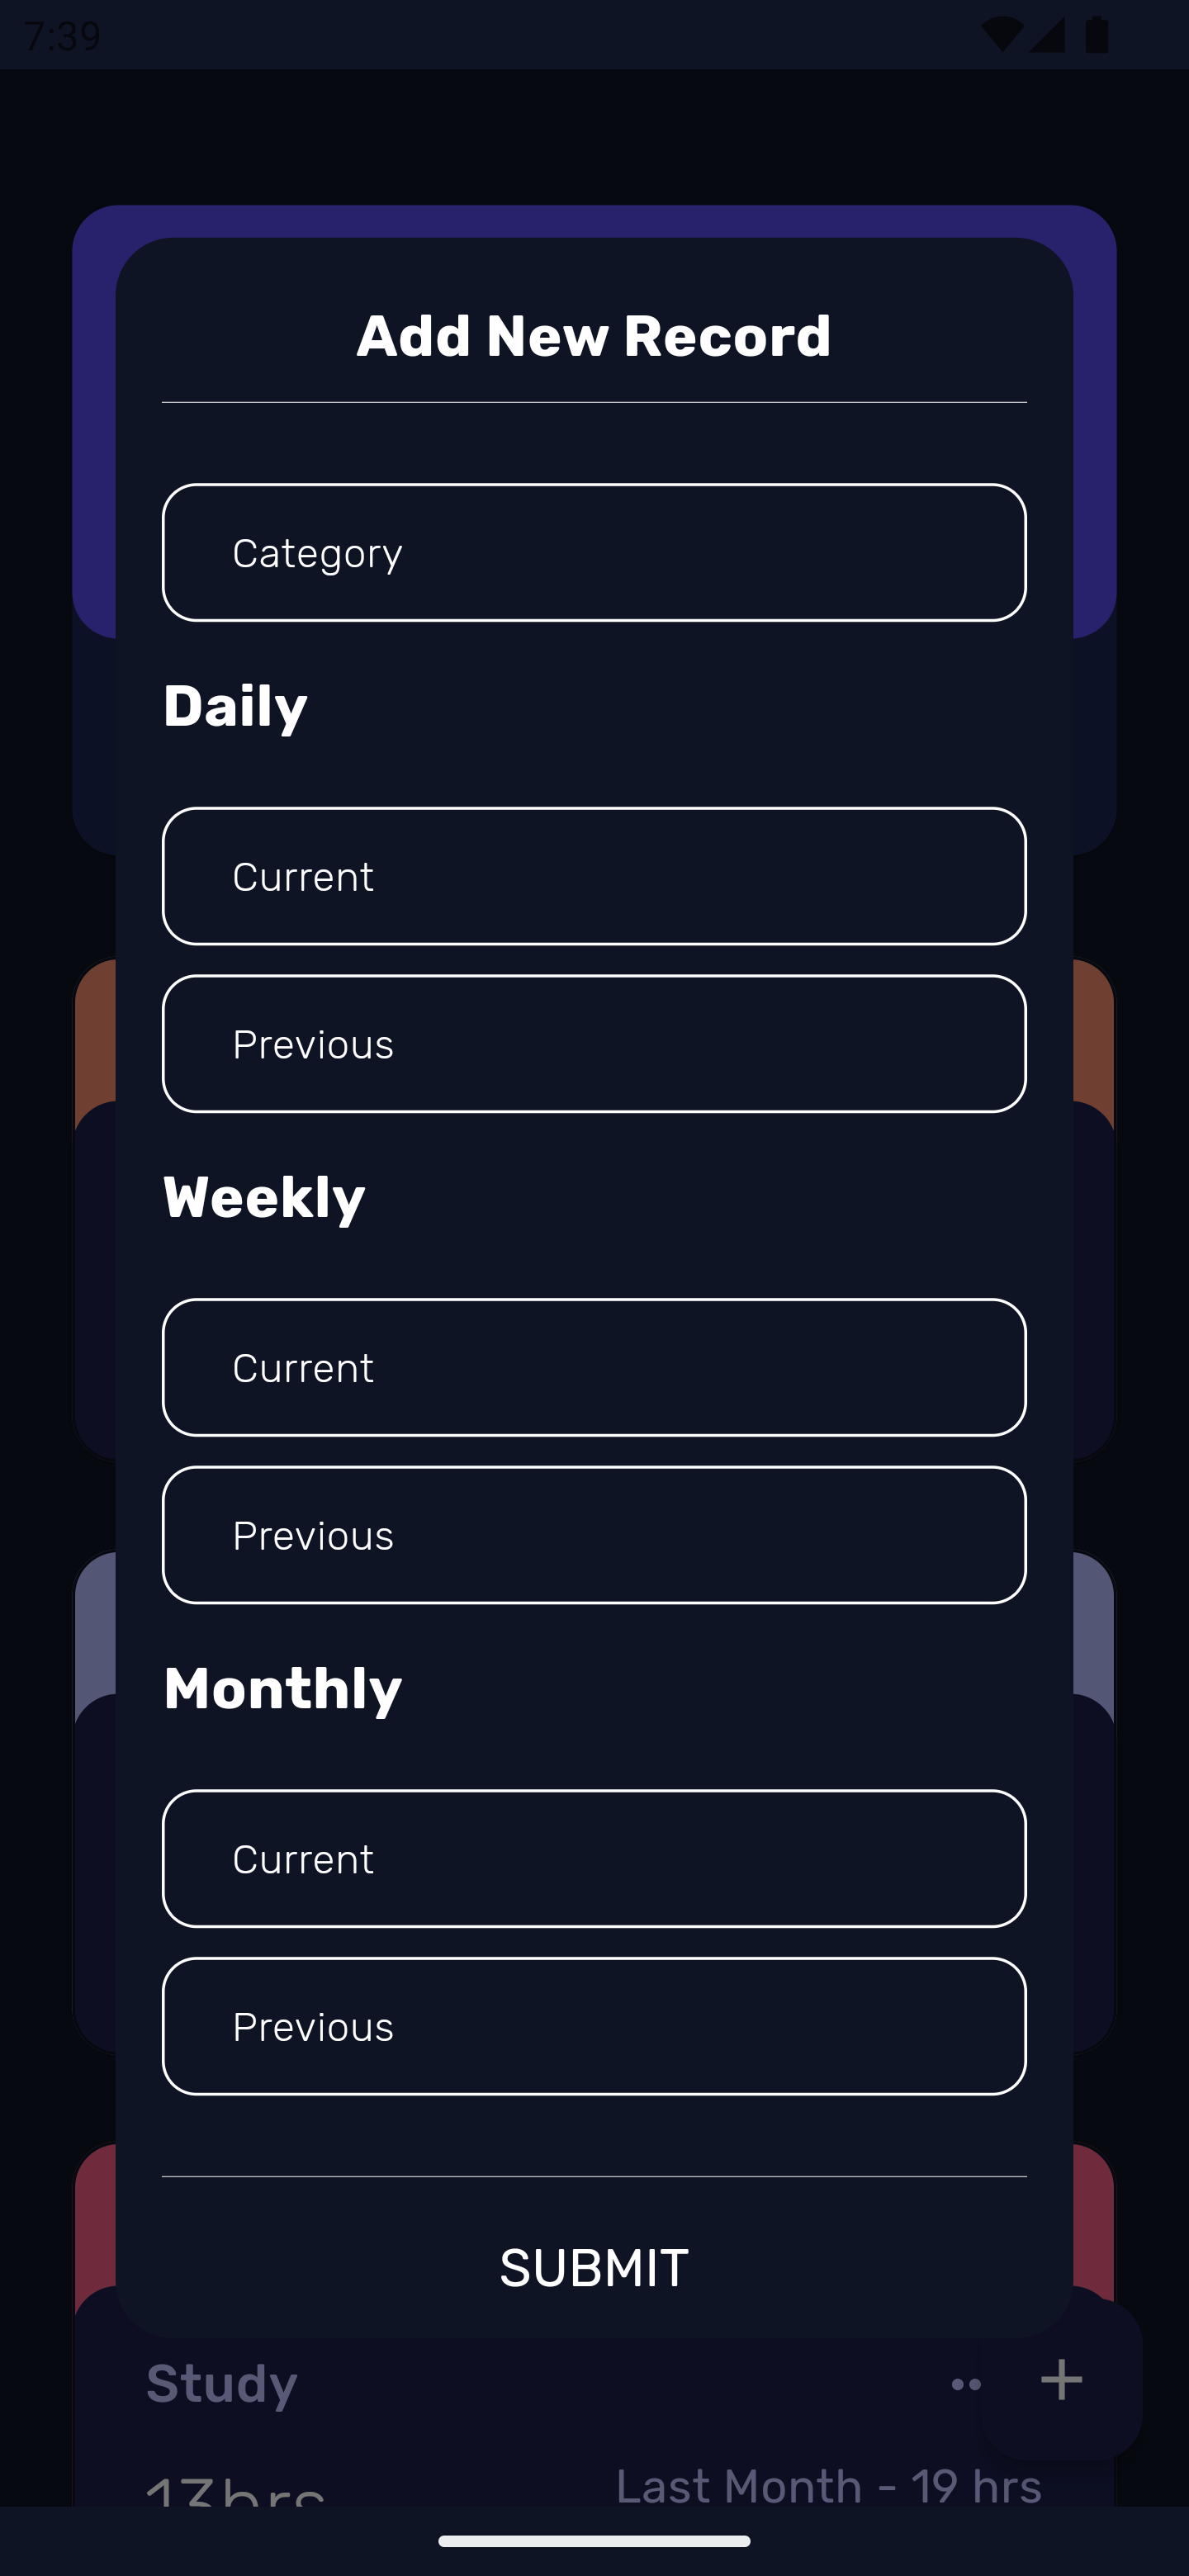 7:39
Add New Record
Category
Daily
Current
Previous
Weekly
Current
Previous
Monthly
Current
Previous
SUBMIT
Study
13hrs
Last Month - 19 hrs